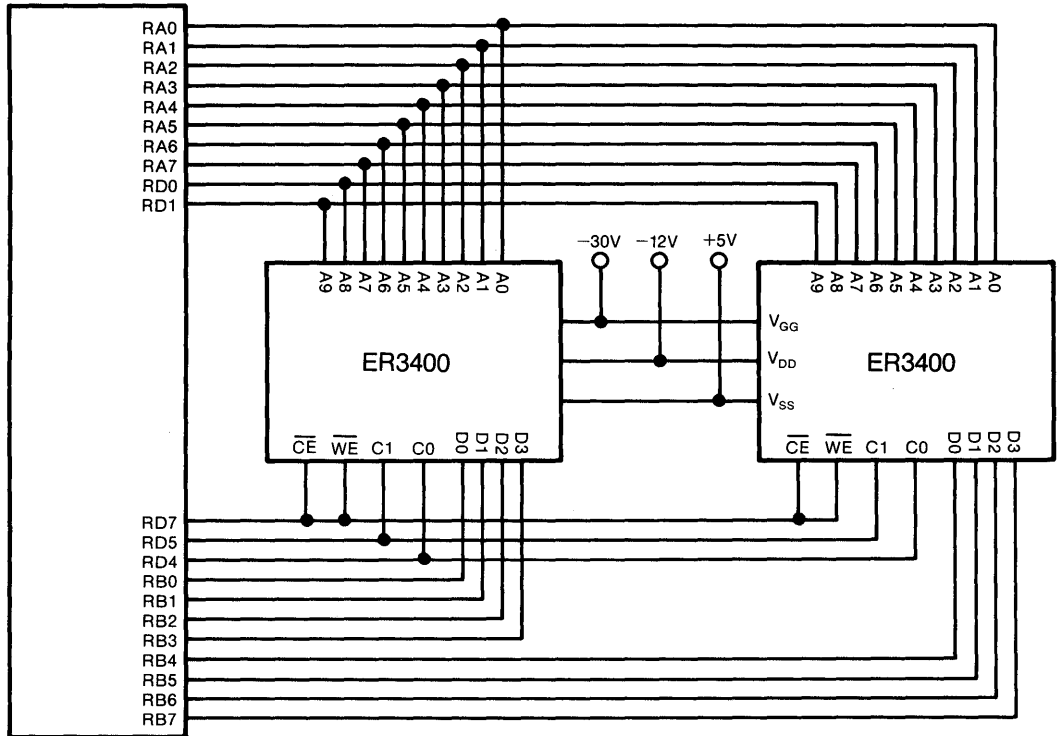 RA0
RA1
RA2
RA3
RA4
RA5
RA6
RA7
RD0
RD1
−30V −12V +5V
A9 A8 A7 A6 A5 A4 A3 A2 A1 A0
A9 A8 A7 A6 A5 A4 A3 A2 A1 A0
VGG
ER3400
VDD
ER3400
VSS
CE WE C1 C0 D0 D1 D2 D3
CE WE C1 C0 D0 D1 D2 D3
RD7
RD5
RD4
RB0
RB1
RB2
RB3
RB4
RB5
RB6
RB7